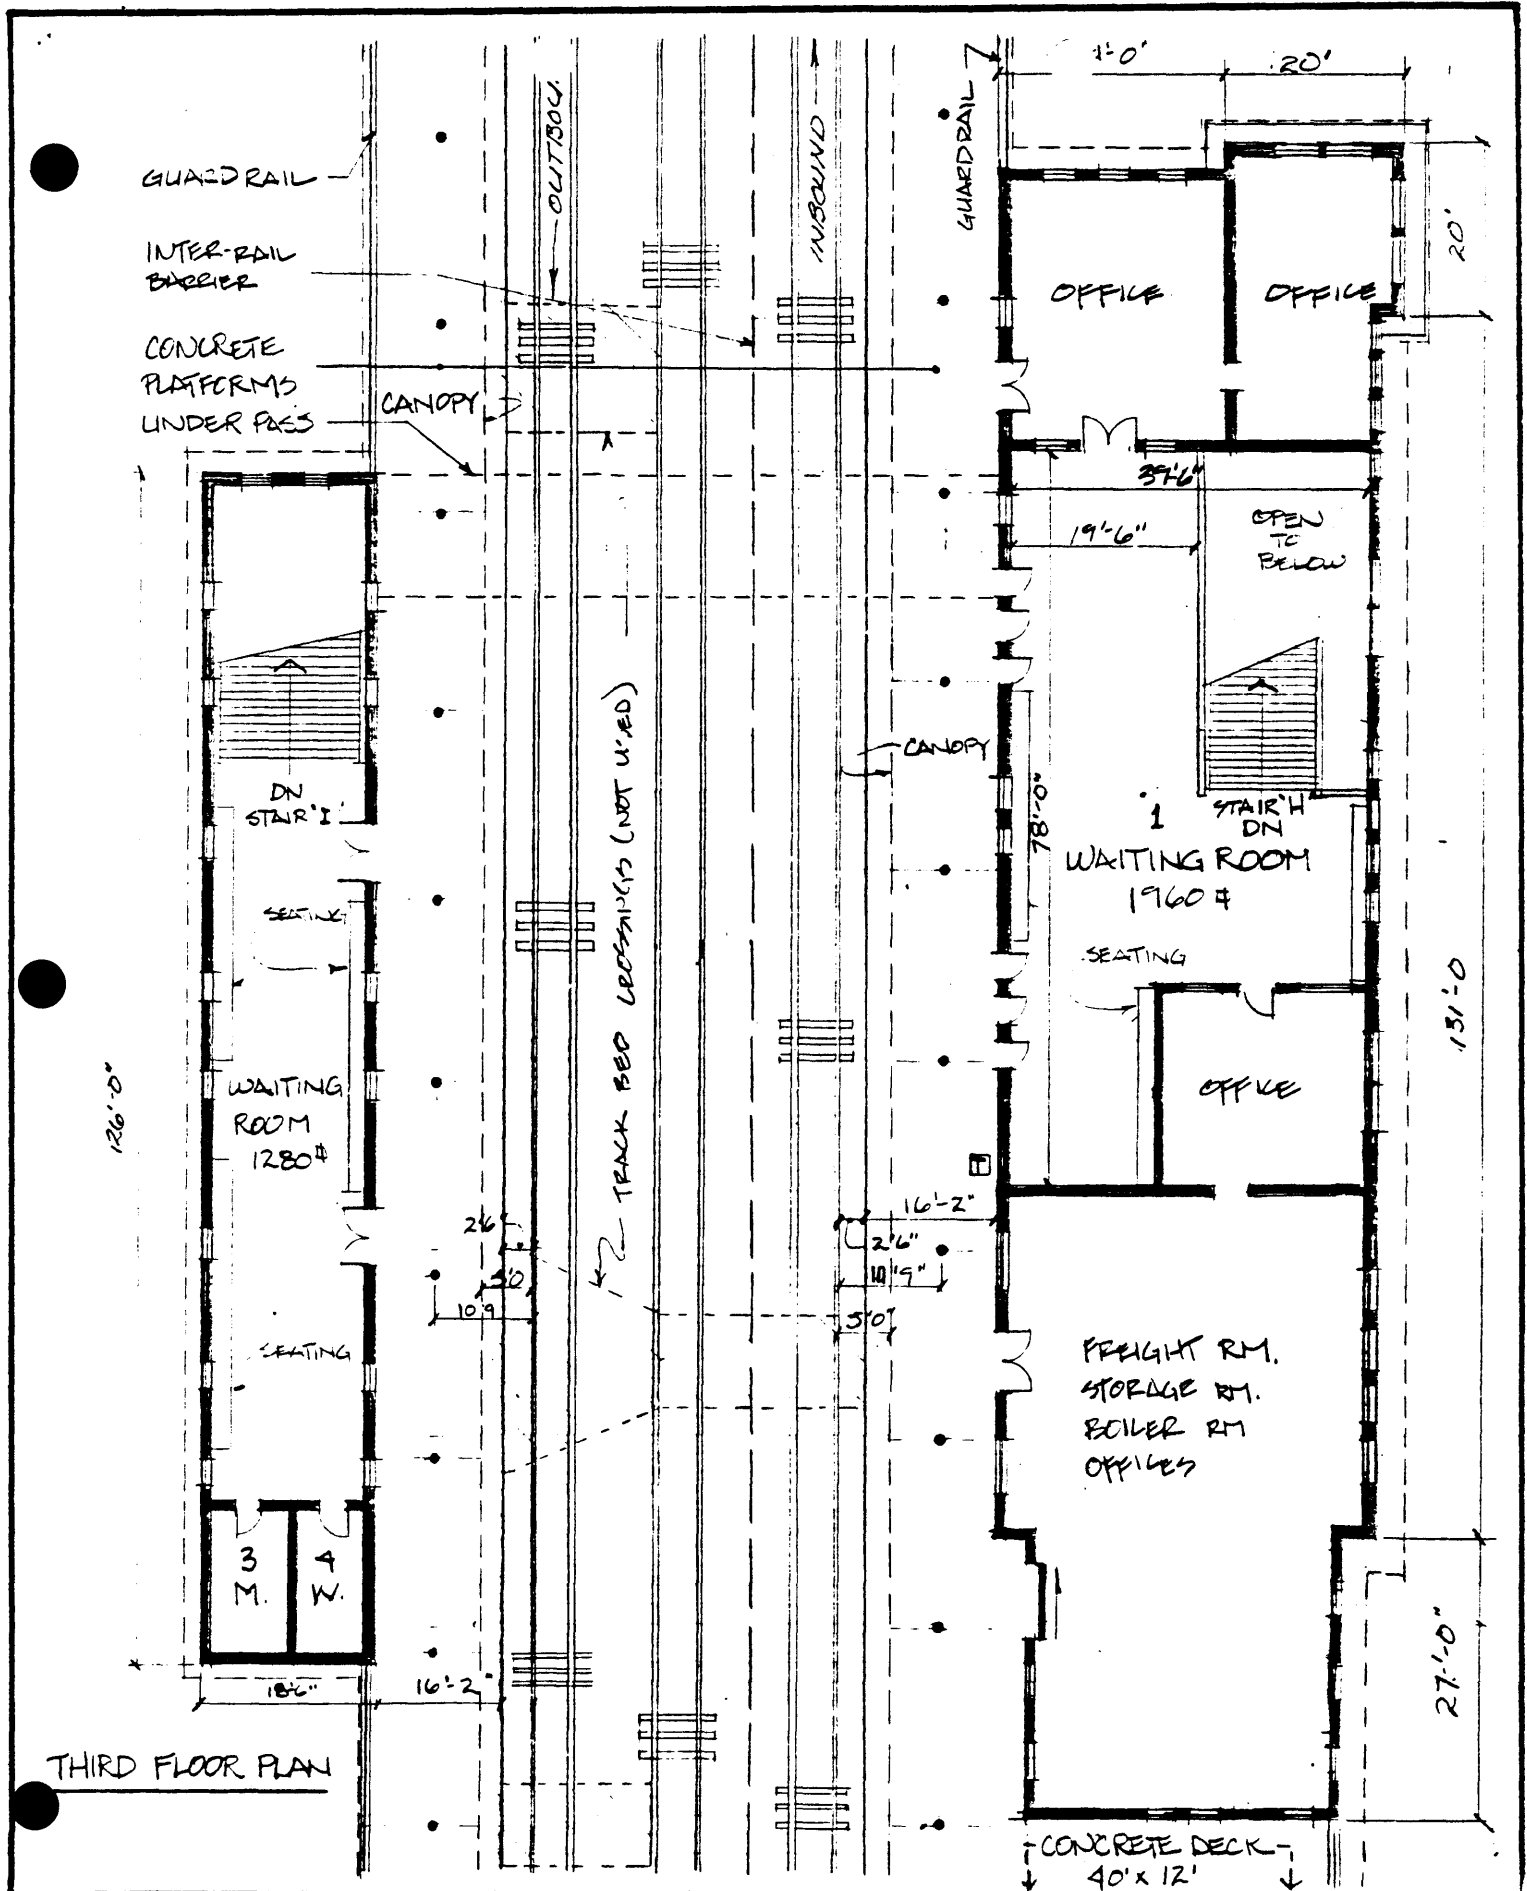 1'-0"
20'
GUARDRAIL
OUTBOU
INBOUND
GUARDRAIL
INTER-RAIL
BARRIER
20'
OFFICE
OFFICE
CONCRETE
PLATFORMS
UNDER PASS
CANOPY
39'-6"
19'-6"
OPEN
TO
BELOW
TRACK BED CROSSINGS (NOT USED)
CANOPY
78'-0"
DN
STAIR 'I'
1
STAIR 'H'
DN
WAITING ROOM
1960 #
SEATING
SEATING
131'-0
126'-0"
WAITING
ROOM
1280 #
OFFICE
16'-2"
2'6
2'6"
5'0
10'9
5'0"
SEATING
FREIGHT RM.
STORAGE RM.
BOILER RM
OFFICES
3
M.
4
W.
27'-0"
18'6"
16'-2"
THIRD FLOOR PLAN
CONCRETE DECK
40' x 12'